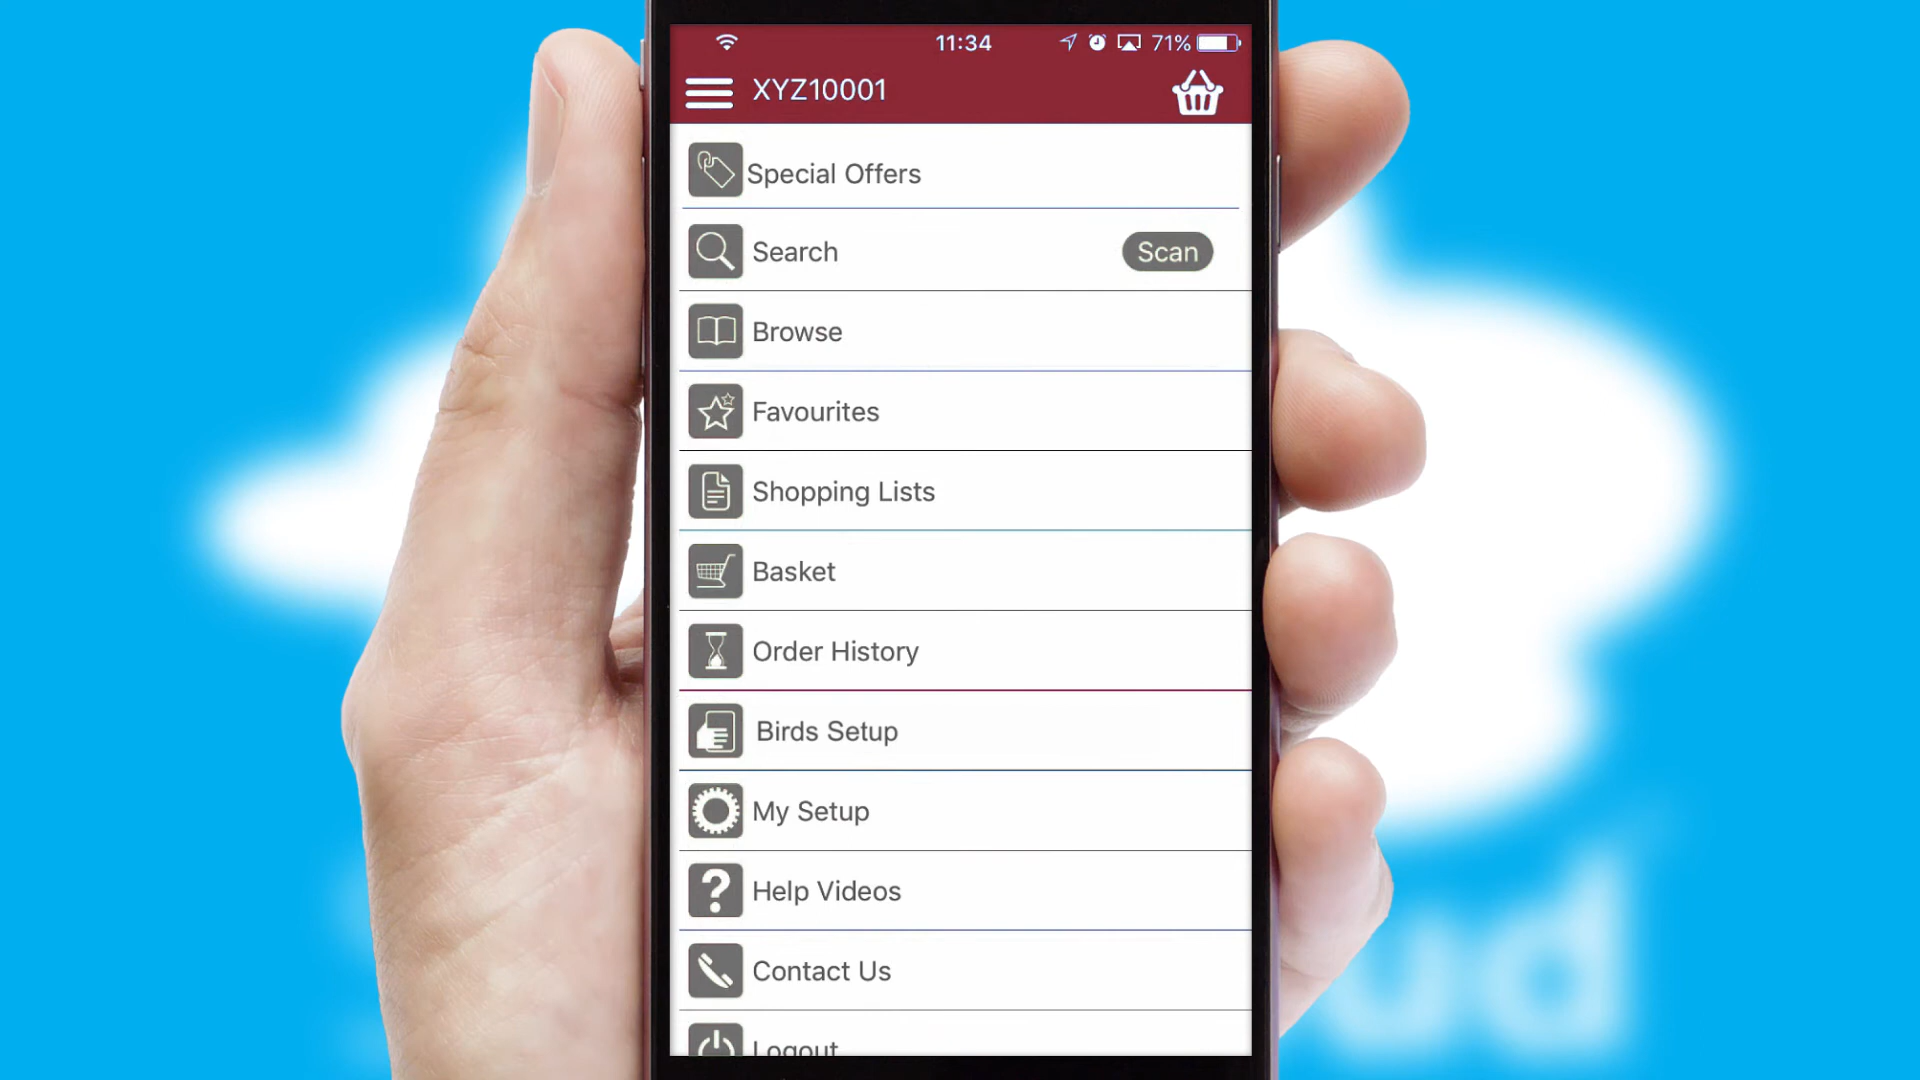 11:34
71%
XYZ10001
Special Offers
Search
Scan
Browse
Favourites
Shopping Lists
Basket
Order History
Birds Setup
My Setup
Help Videos
Contact Us
Logout